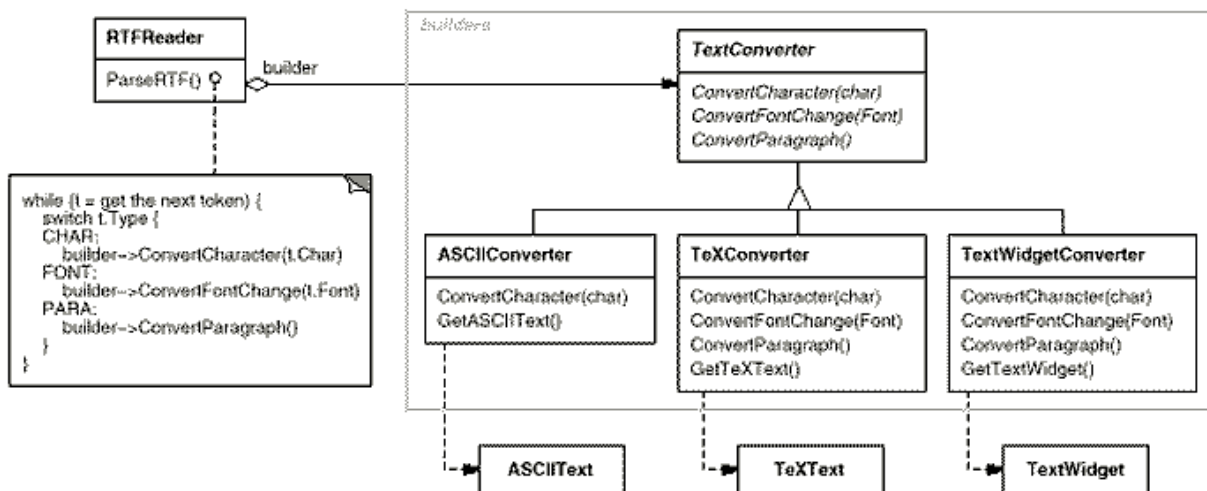 RTFReader
ParseRTF()
builder
while (t = get the next token) {
switch t.Type {
CHAR:
builder->ConvertCharacter(t.Char)
FONT:
builder->ConvertFontChange(t.Font)
PARA:
builder->ConvertParagraph()
}
}
builders
TextConverter
ConvertCharacter(char)
ConvertFontChange(Font)
ConvertParagraph()
ASCIIConverter
ConvertCharacter(char)
GetASCIIText()
TeXConverter
ConvertCharacter(char)
ConvertFontChange(Font)
ConvertParagraph()
GetTeXText()
TextWidgetConverter
ConvertCharacter(char)
ConvertFontChange(Font)
ConvertParagraph()
GetTextWidget()
ASCIIText
TeXText
TextWidget